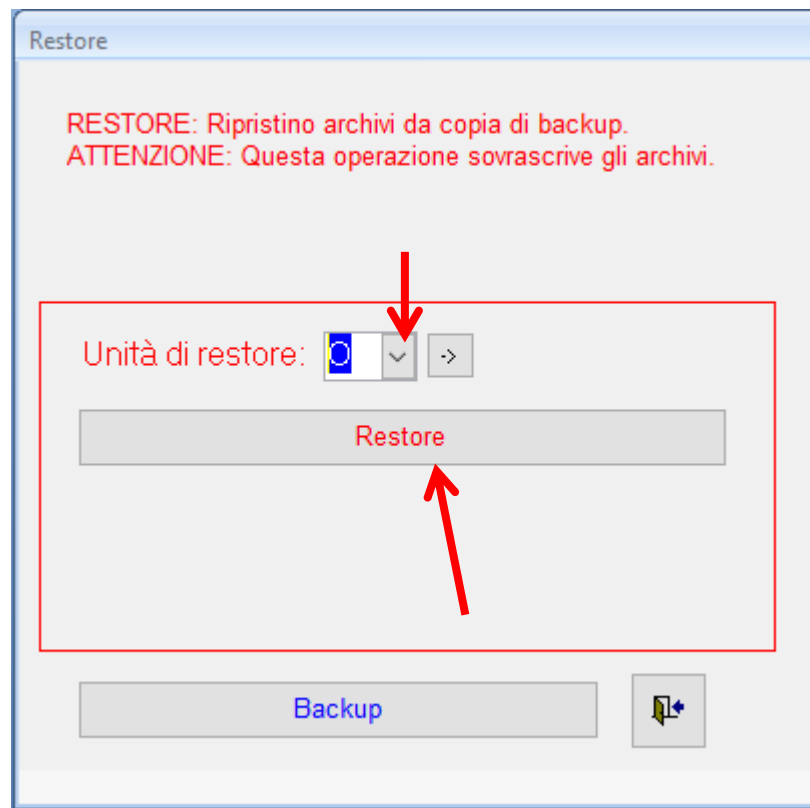 Restore
RESTORE: Ripristino archivi da copia di backup.
ATTENZIONE: Questa operazione sovrascrive gli archivi.
Unità di restore: O ->
Restore
Backup